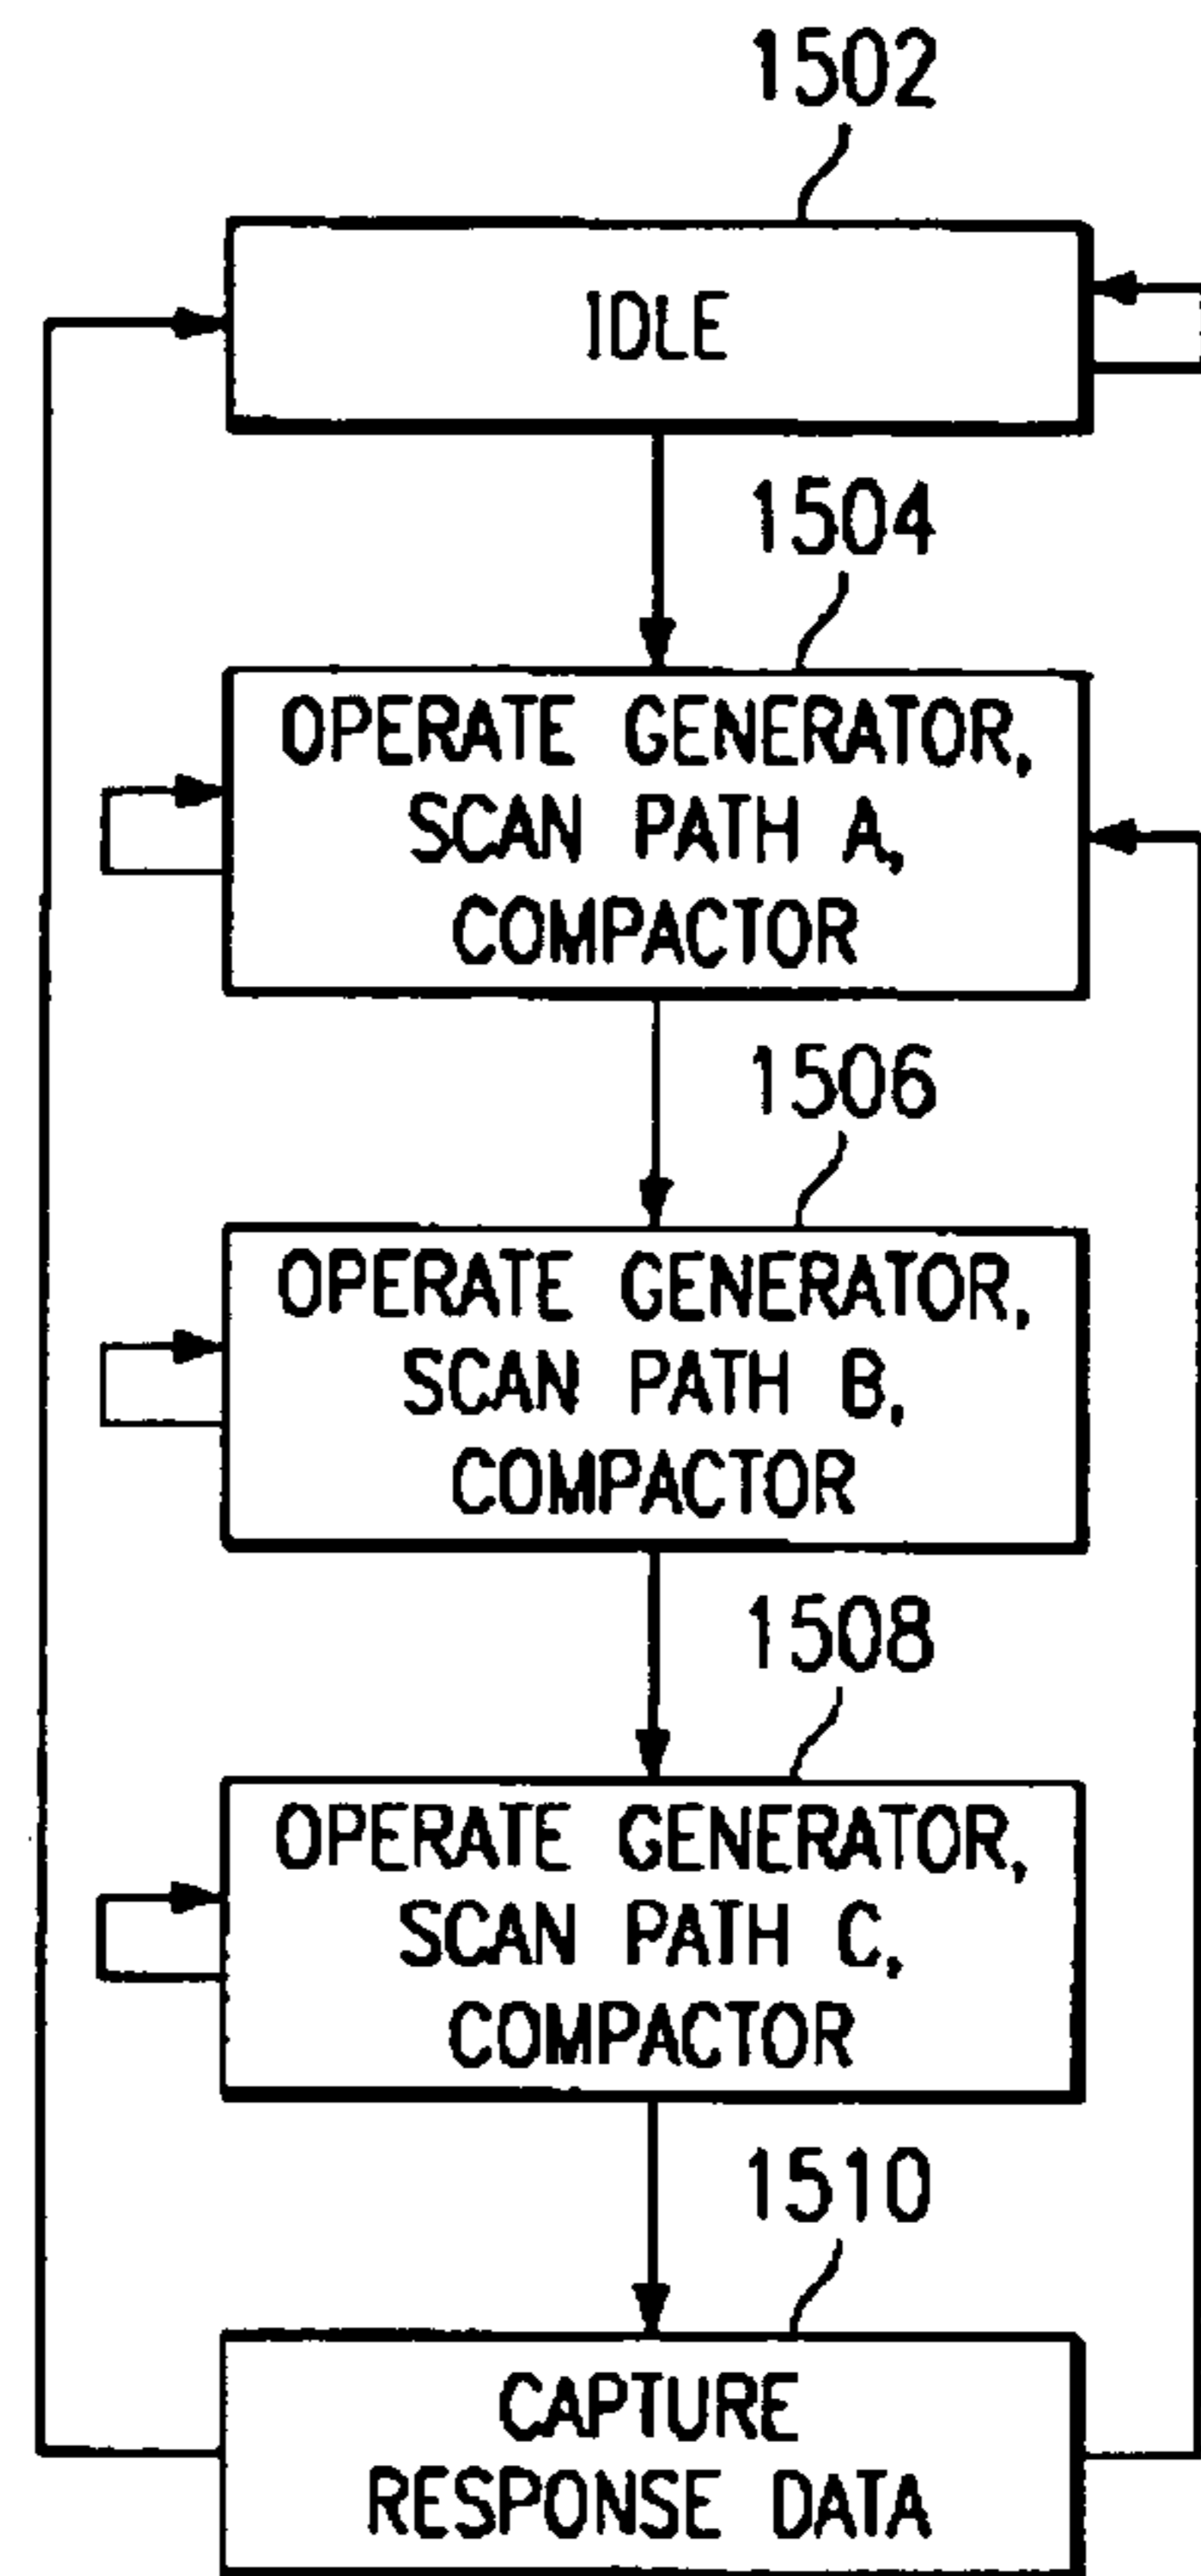 1502
IDLE
1504
OPERATE GENERATOR,
SCAN PATH A,
COMPACTOR
1506
OPERATE GENERATOR,
SCAN PATH B,
COMPACTOR
1508
OPERATE GENERATOR,
SCAN PATH C,
COMPACTOR
1510
CAPTURE
RESPONSE DATA